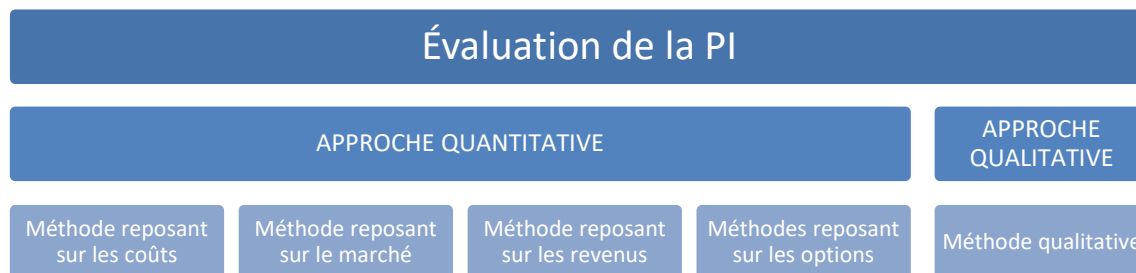 Évaluation de la PI
APPROCHE QUANTITATIVE
APPROCHE
QUALITATIVE
Méthode reposant
sur les coûts
Méthode reposant
sur le marché
Méthode reposant
sur les revenus
Méthodes reposant
sur les options
Méthode qualitative